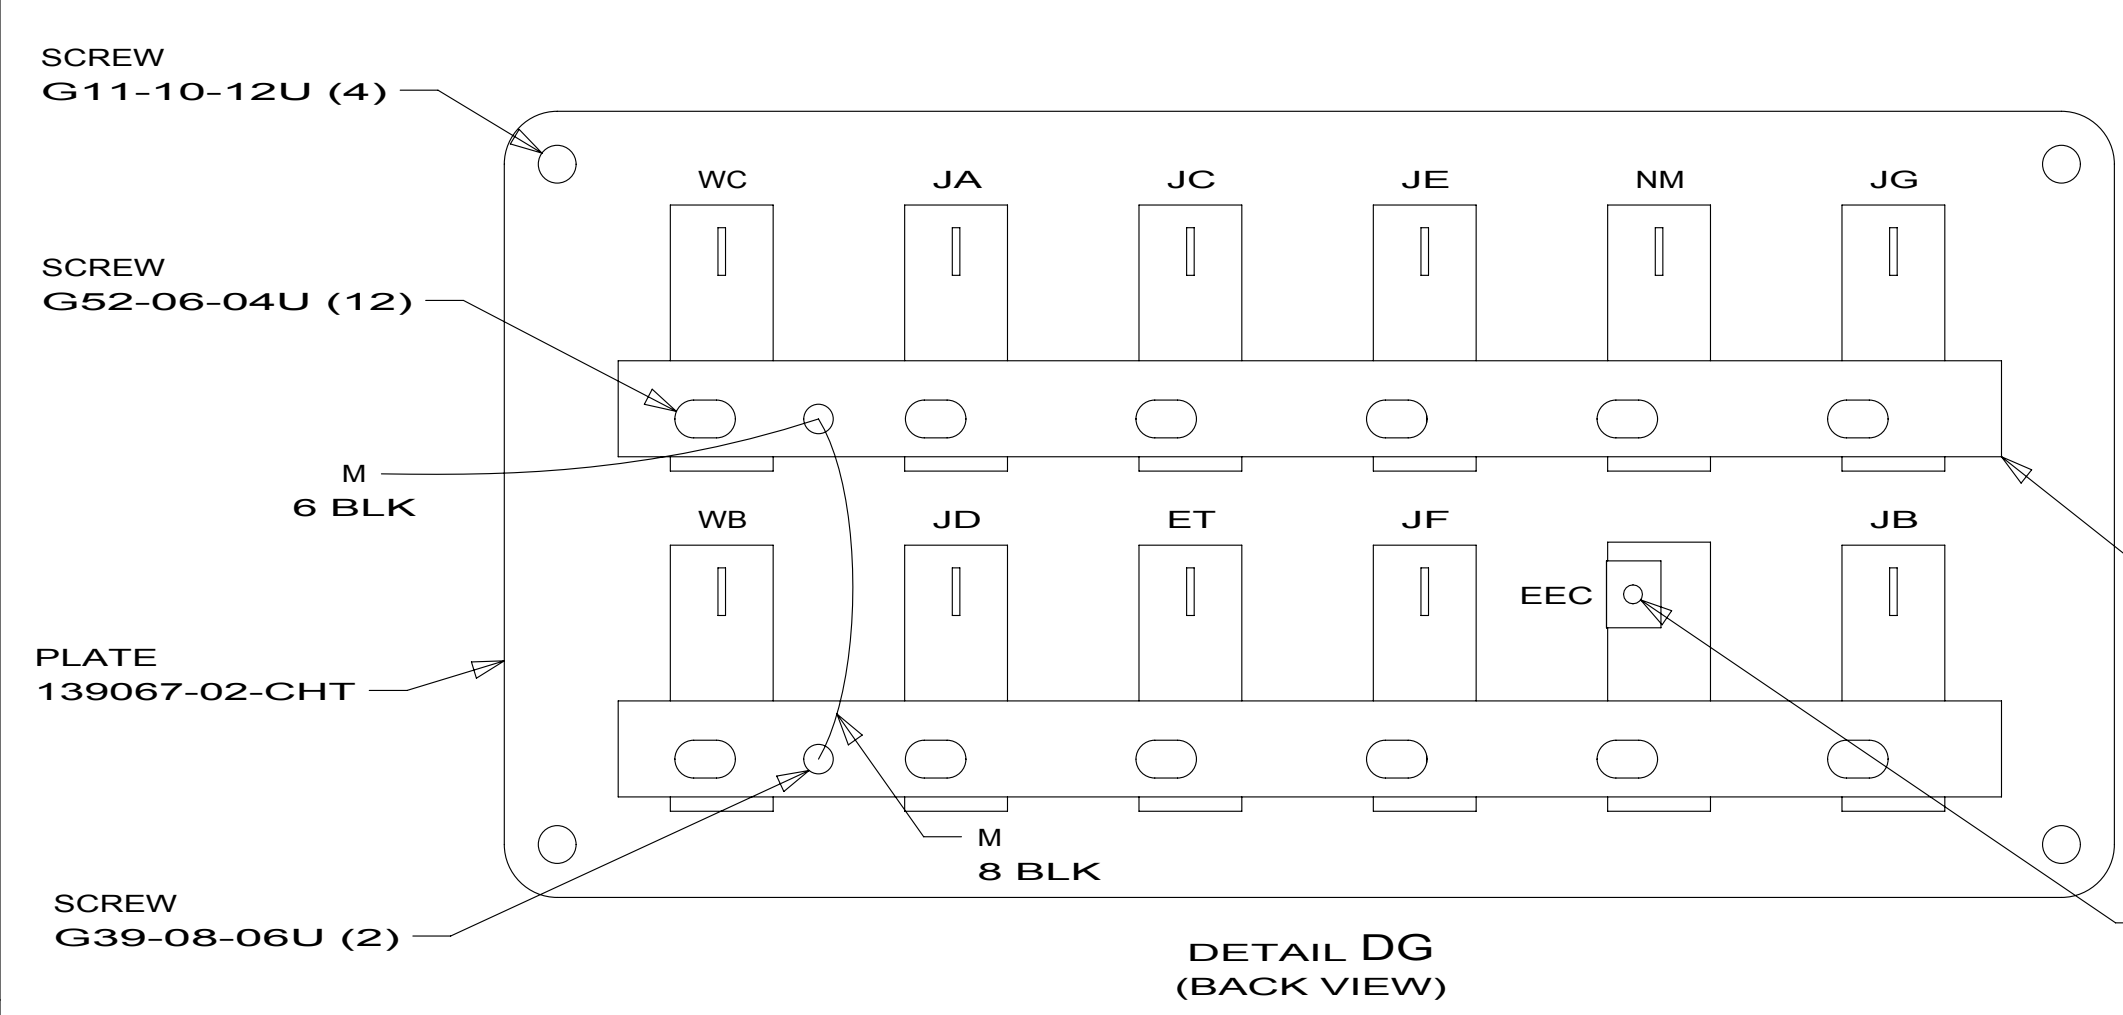 SCREW
G11-10-12U (4)
WC JA JC JE NM JG
SCREW
G52-06-04U (12)
M
6 BLK
WB JD ET JF JB
EEC
PLATE
139067-02-CHT
M
8 BLK
SCREW
G39-08-06U (2)
DETAIL DG
(BACK VIEW)